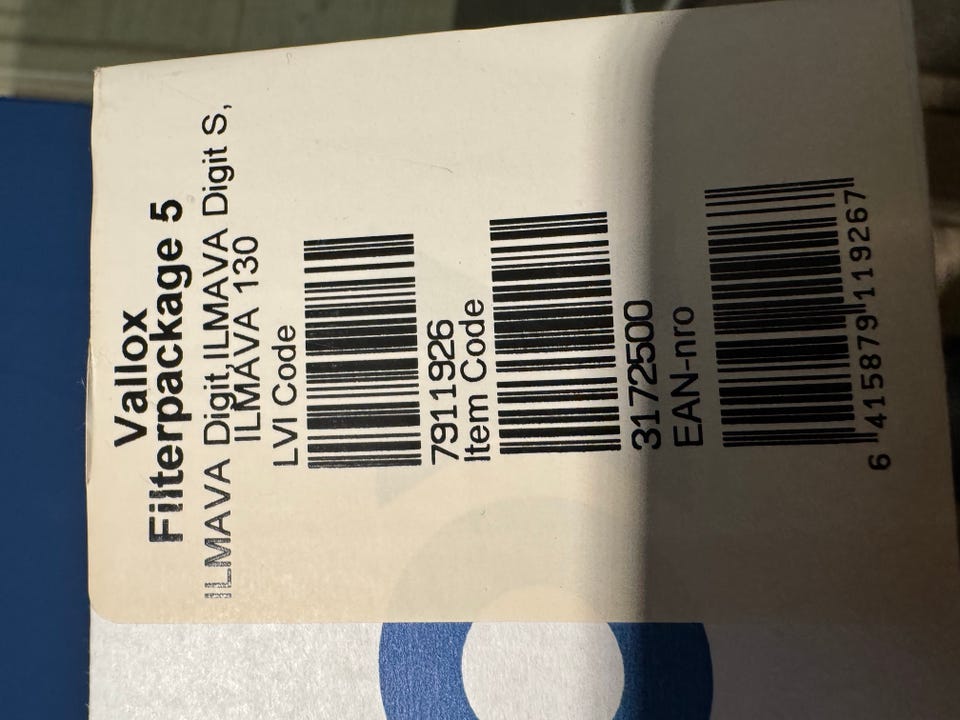 Vallox
Filterpackage 5
ILMAVA Digit, ILMAVA Digit S,
ILMAVA 130
LVI Code
7911926
Item Code
3172500
EAN-nro
6 415879 119267